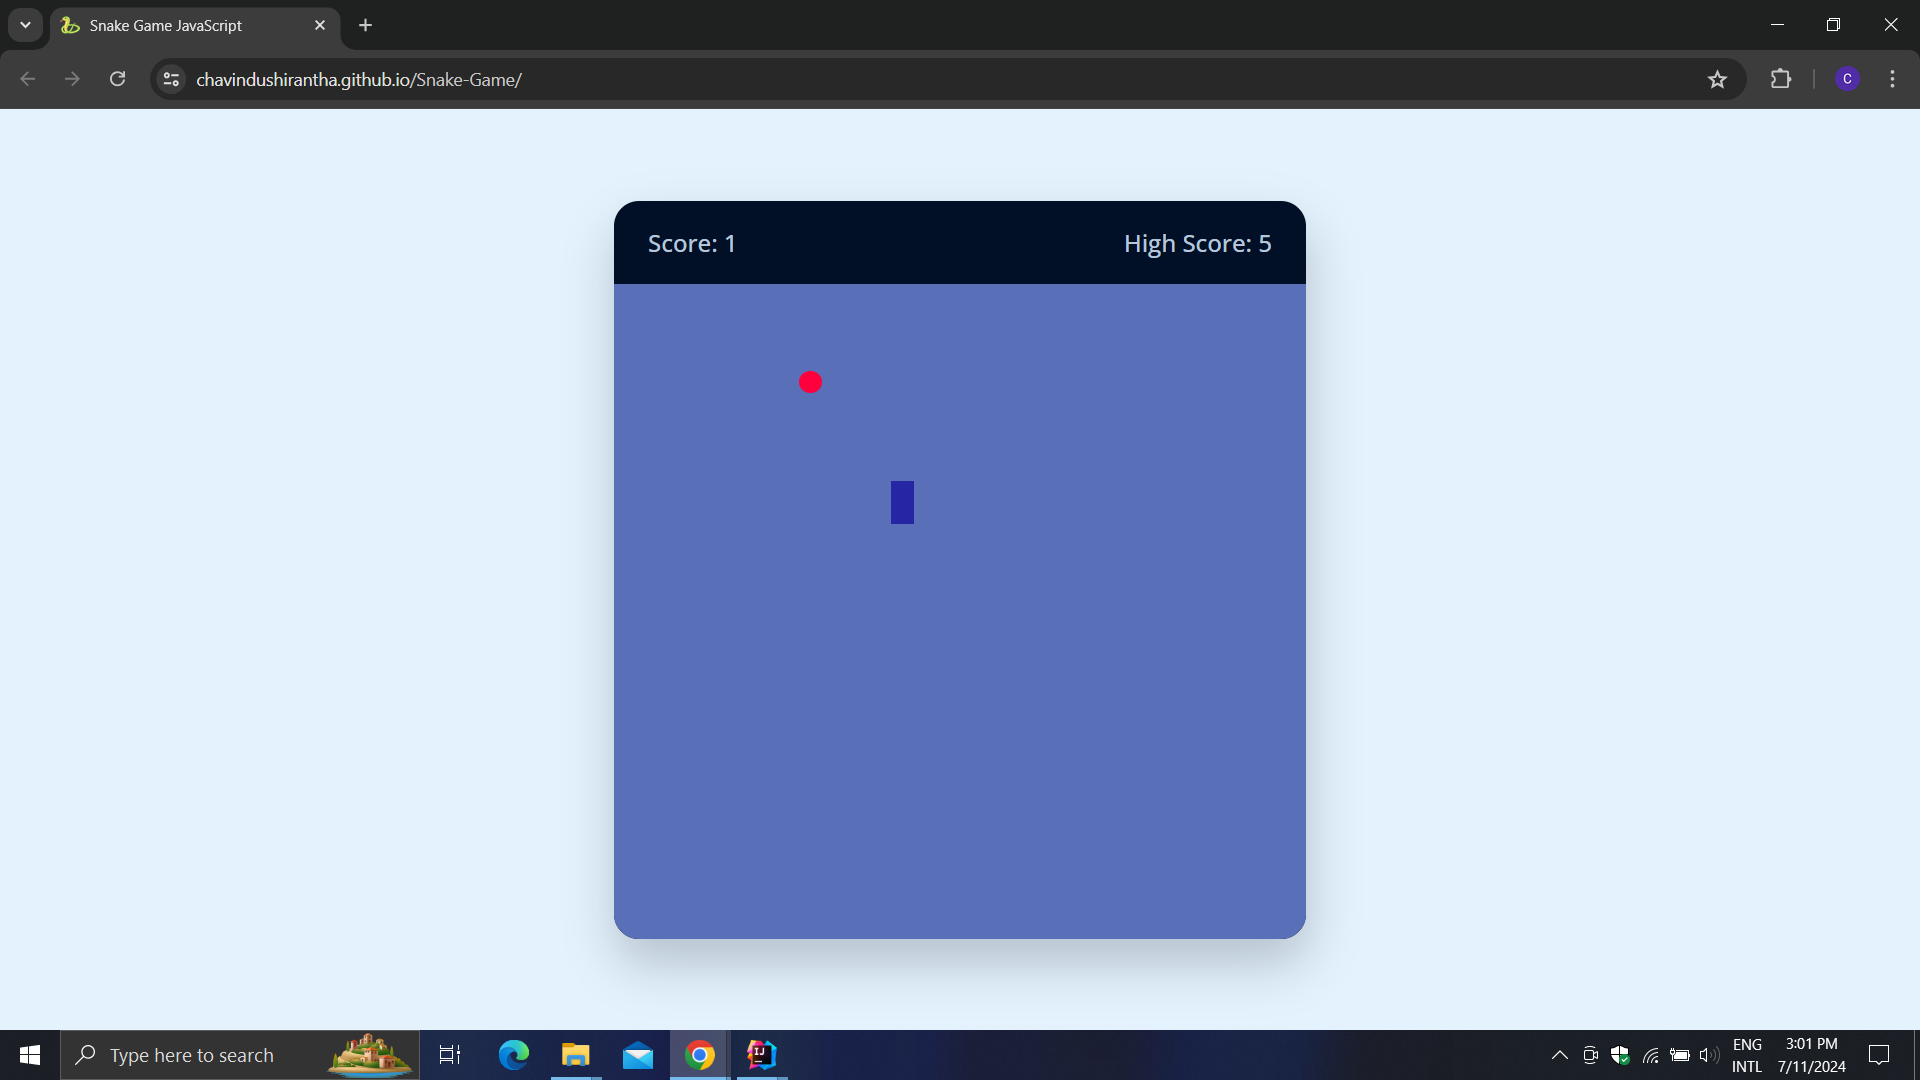 Snake Game JavaScript
chavindushirantha.github.io/Snake-Game/
C
Score: 1
High Score: 5
Type here to search
ENG
INTL
3:01 PM
7/11/2024